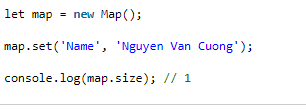 let map = new Map();
map.set('Name', 'Nguyen Van Cuong');
console.log(map.size); // 1